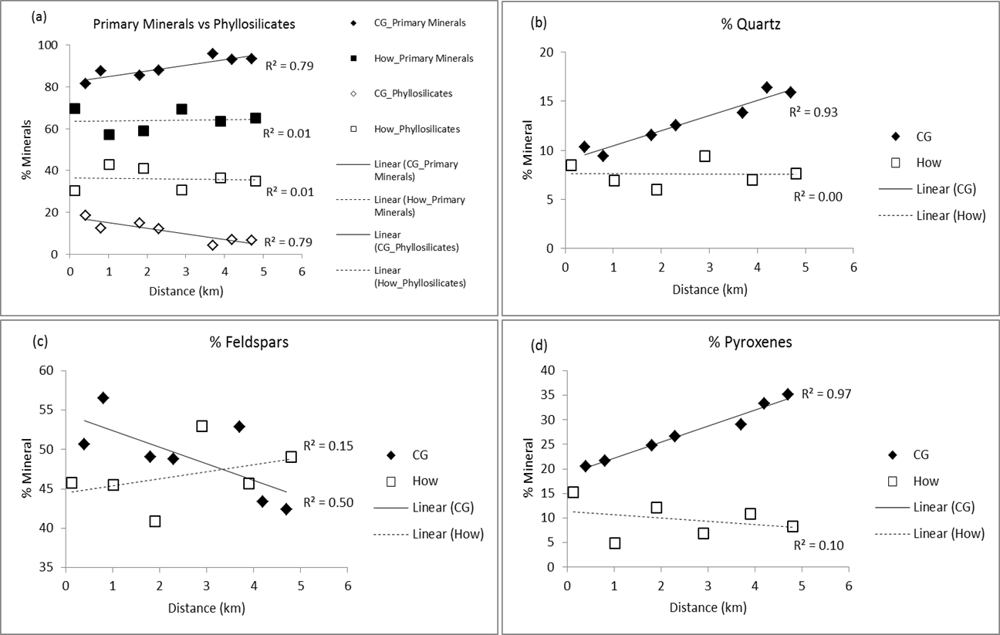 (a)
Primary Minerals vs Phyllosilicates
% Minerals
100
80
60
40
20
0
0 1 2 3 4 5 6
Distance (km)
R² = 0.79
R² = 0.01
R² = 0.01
R² = 0.79
CG_Primary Minerals
How_Primary Minerals
CG_Phyllosilicates
How_Phyllosilicates
Linear (CG_Primary
Minerals)
Linear (How_Primary
Minerals)
Linear
(CG_Phyllosilicates)
Linear
(How_Phyllosilicates)
(b)
% Quartz
% Mineral
20
15
10
5
0
0 1 2 3 4 5 6
Distance (km)
R² = 0.93
R² = 0.00
CG
How
Linear (CG)
Linear (How)
(c)
% Feldspars
% Mineral
60
55
50
45
40
35
0 1 2 3 4 5 6
Distance (km)
R² = 0.15
R² = 0.50
CG
How
Linear (CG)
Linear (How)
(d)
% Pyroxenes
% Mineral
40
35
30
25
20
15
10
5
0
0 1 2 3 4 5 6
Distance (km)
R² = 0.97
R² = 0.10
CG
How
Linear (CG)
Linear (How)